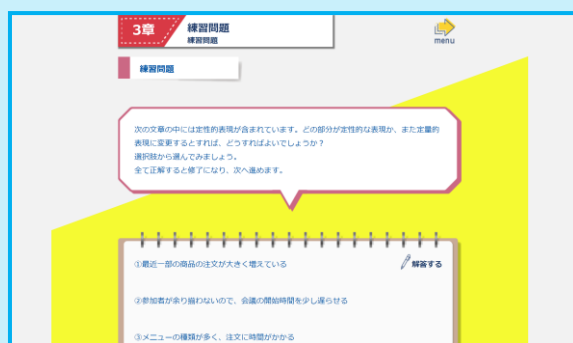 3章
練習問題
練習問題
menu
練習問題
次の文章の中には定性的表現が含まれています。どの部分が定性的な表現か、また定量的
表現に変更するとすれば、どうすればよいでしょうか？
選択肢から選んでみましょう。
全て正解すると修了になり、次へ進めます。
①最近一部の商品の注文が大きく増えている
解答する
②参加者が余り揃わないので、会議の開始時間を少し遅らせる
③メニューの種類が多く、注文に時間がかかる